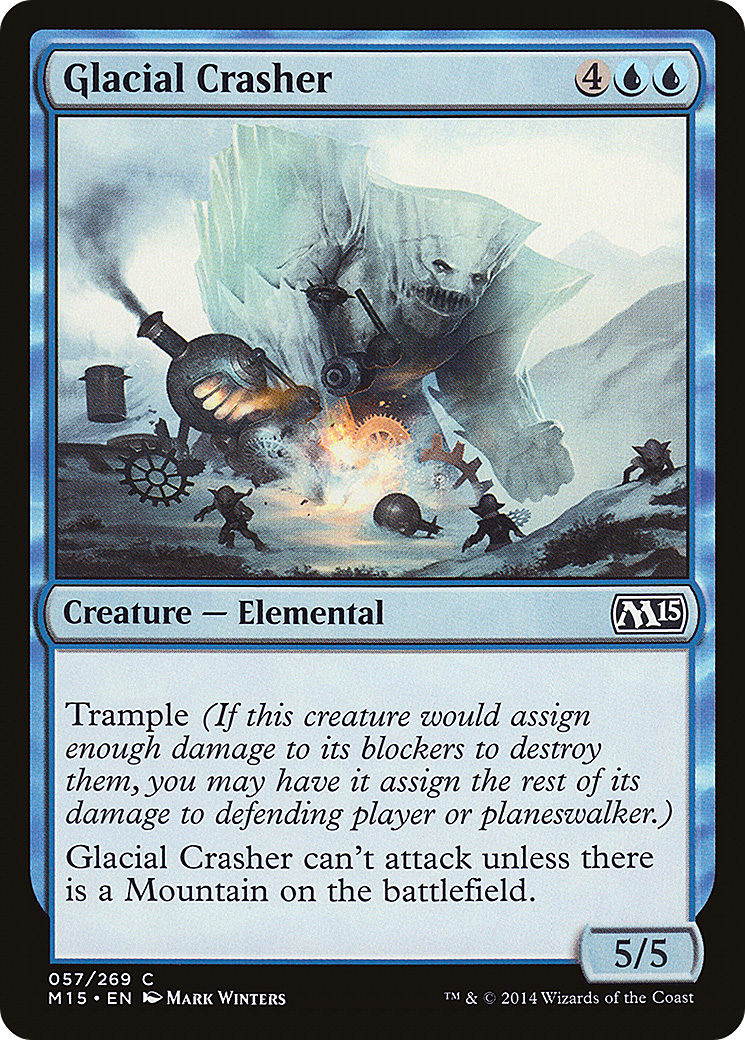 Glacial Crasher 4
Creature — Elemental
M15
Trample (If this creature would assign
enough damage to its blockers to destroy
them, you may have it assign the rest of its
damage to defending player or planeswalker.)
Glacial Crasher can't attack unless there
is a Mountain on the battlefield.
5/5
057/269 C
M15 • EN Mark Winters
™ & © 2014 Wizards of the Coast